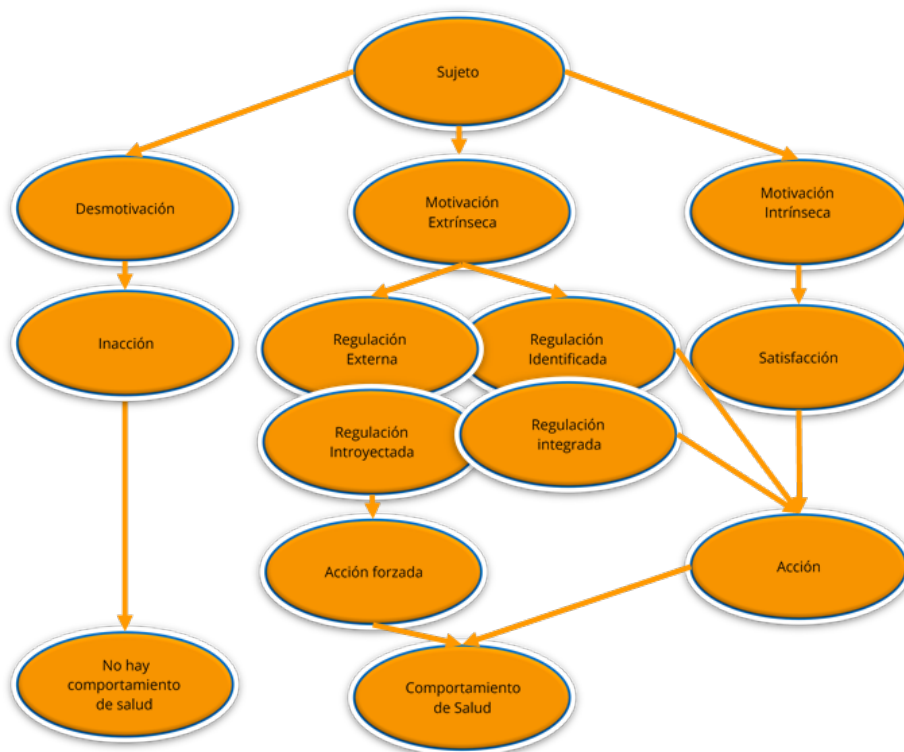 Sujeto
Desmotivación
Motivación
Extrínseca
Motivación
Intrínseca
Inacción
Regulación
Externa
Regulación
Identificada
Satisfacción
Regulación
Introyectada
Regulación
integrada
Acción forzada
Acción
No hay
comportamiento
de salud
Comportamiento
de Salud